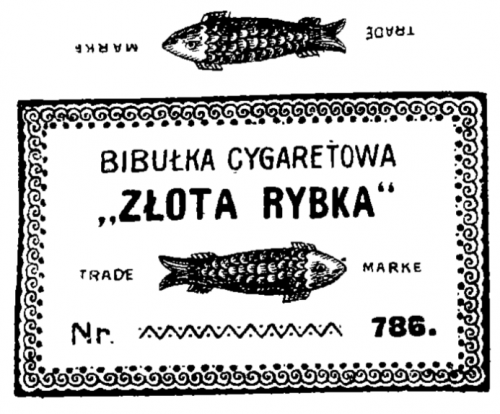 TRADE MARKE
BIBUŁKA CYGARETOWA
„ZŁOTA RYBKA“
TRADE MARKE
Nr. 786.